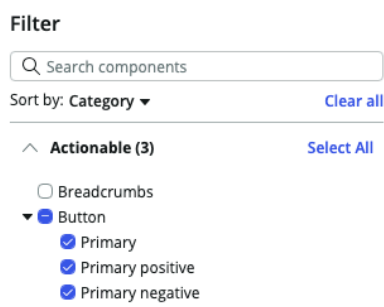 Filter
Search components
Sort by: Category Clear all
Actionable (3) Select All
Breadcrumbs
Button
Primary
Primary positive
Primary negative